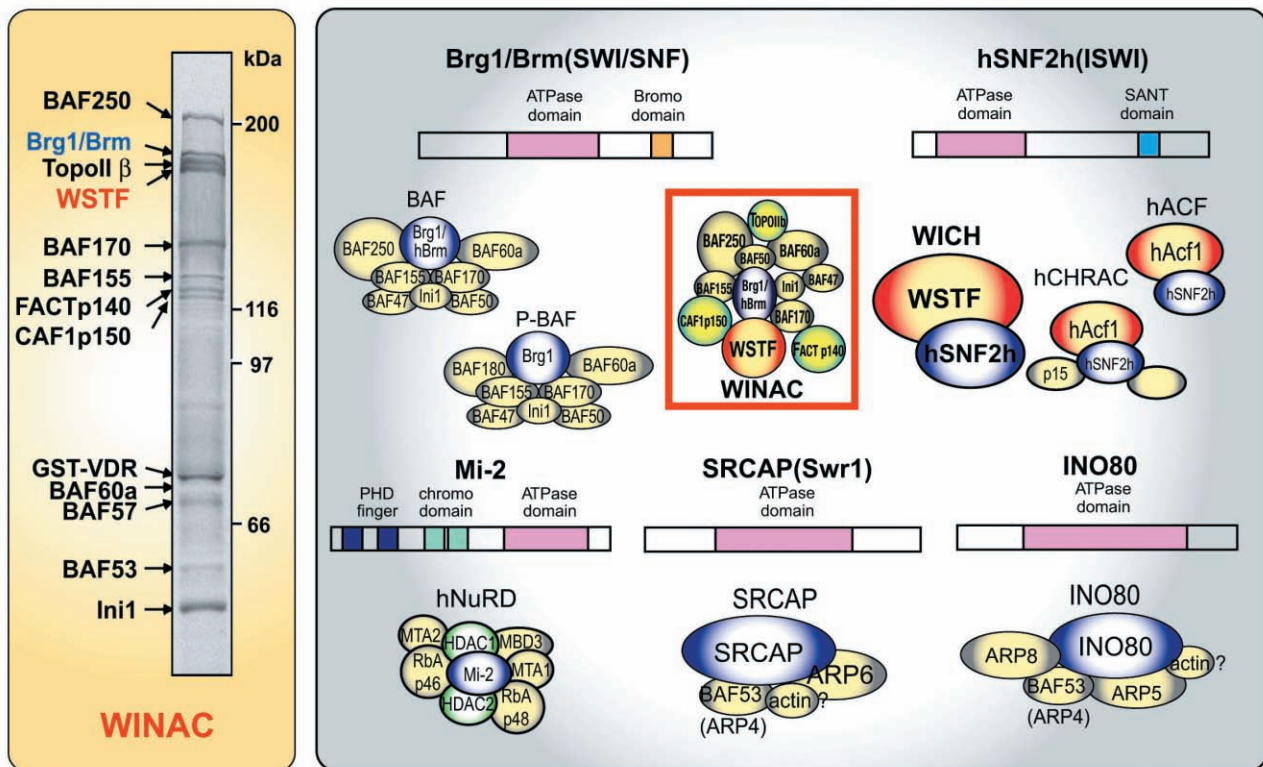 kDa
BAF250
200
Brg1/Brm
TopoII β
WSTF
BAF170
BAF155
FACTp140
116
CAF1p150
97
GST-VDR
BAF60a
BAF57
66
BAF53
Ini1
WINAC
Brg1/Brm(SWI/SNF)
ATPase
domain
Bromo
domain
hSNF2h(ISWI)
ATPase
domain
SANT
domain
BAF
BAF250
Brg1/
hBrm
BAF60a
BAF155
BAF170
BAF47
Ini1
BAF50
P-BAF
Brg1
BAF180
BAF60a
BAF155
BAF170
BAF47
Ini1
BAF50
TOPOIIb
BAF250
BAF60a
BAF50
BAF155
Brg1/
hBrm
Ini1
BAF47
BAF170
CAF1p150
WSTF
FACT p140
WINAC
WICH
WSTF
hSNF2h
hCHRAC
hAcf1
p15
hSNF2h
hACF
hAcf1
hSNF2h
Mi-2
PHD
finger
chromo
domain
ATPase
domain
SRCAP(Swr1)
ATPase
domain
INO80
ATPase
domain
hNuRD
MTA2
HDAC1
MBD3
RbA
p46
Mi-2
MTA1
HDAC2
RbA
p48
SRCAP
SRCAP
ARP6
BAF53
actin ?
(ARP4)
INO80
ARP8
INO80
actin ?
BAF53
ARP5
(ARP4)